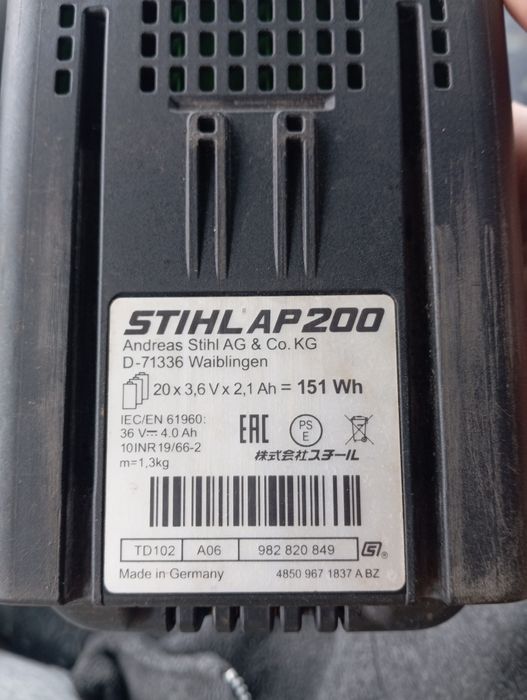 STIHL® AP 200
Andreas Stihl AG & Co. KG
D-71336 Waiblingen
20 x 3,6 V x 2,1 Ah = 151 Wh
IEC/EN 61960:
36 V⎓ 4.0 Ah
10INR19/66-2
m=1,3kg
EAC
PS
E
株式会社スチール
TD102 A06 982 820 849
Made in Germany 4850 967 1837 A BZ